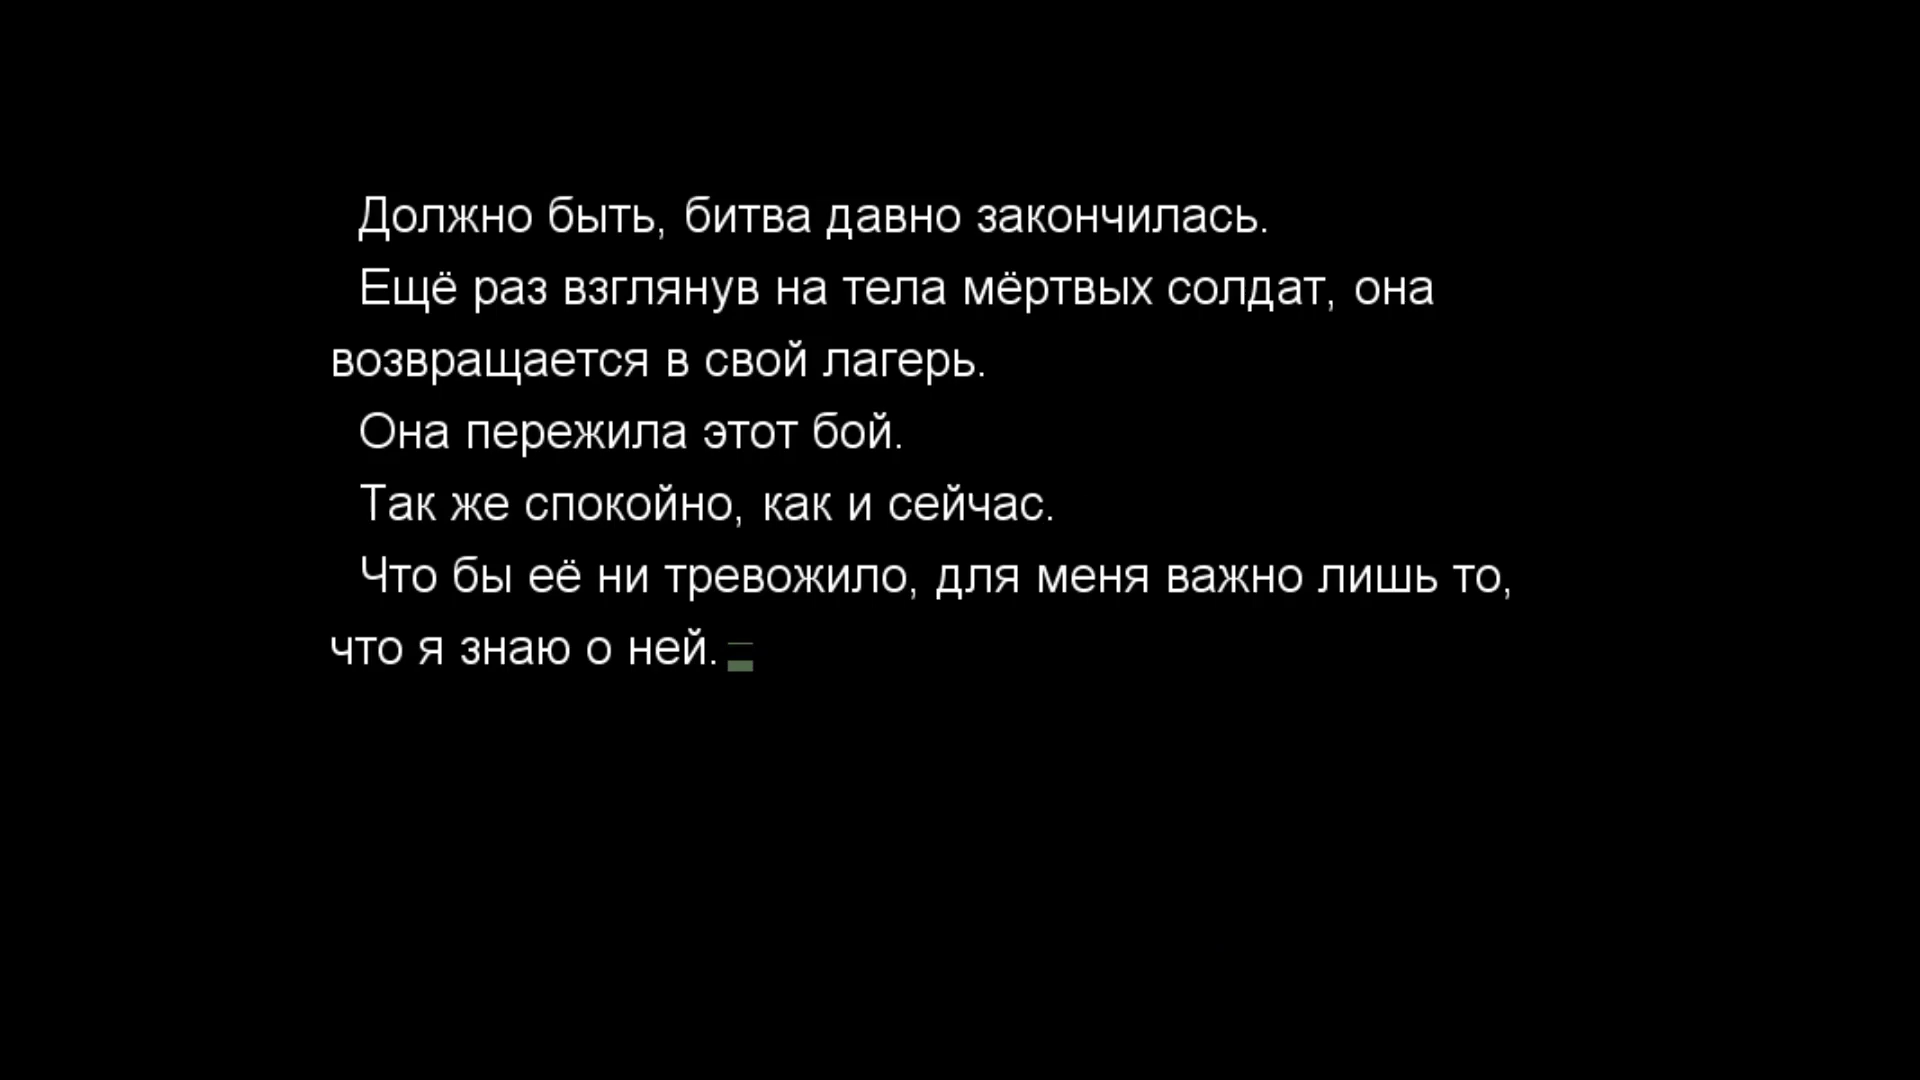 Должно быть, битва давно закончилась.
Ещё раз взглянув на тела мёртвых солдат, она
возвращается в свой лагерь.
Она пережила этот бой.
Так же спокойно, как и сейчас.
Что бы её ни тревожило, для меня важно лишь то,
что я знаю о ней.